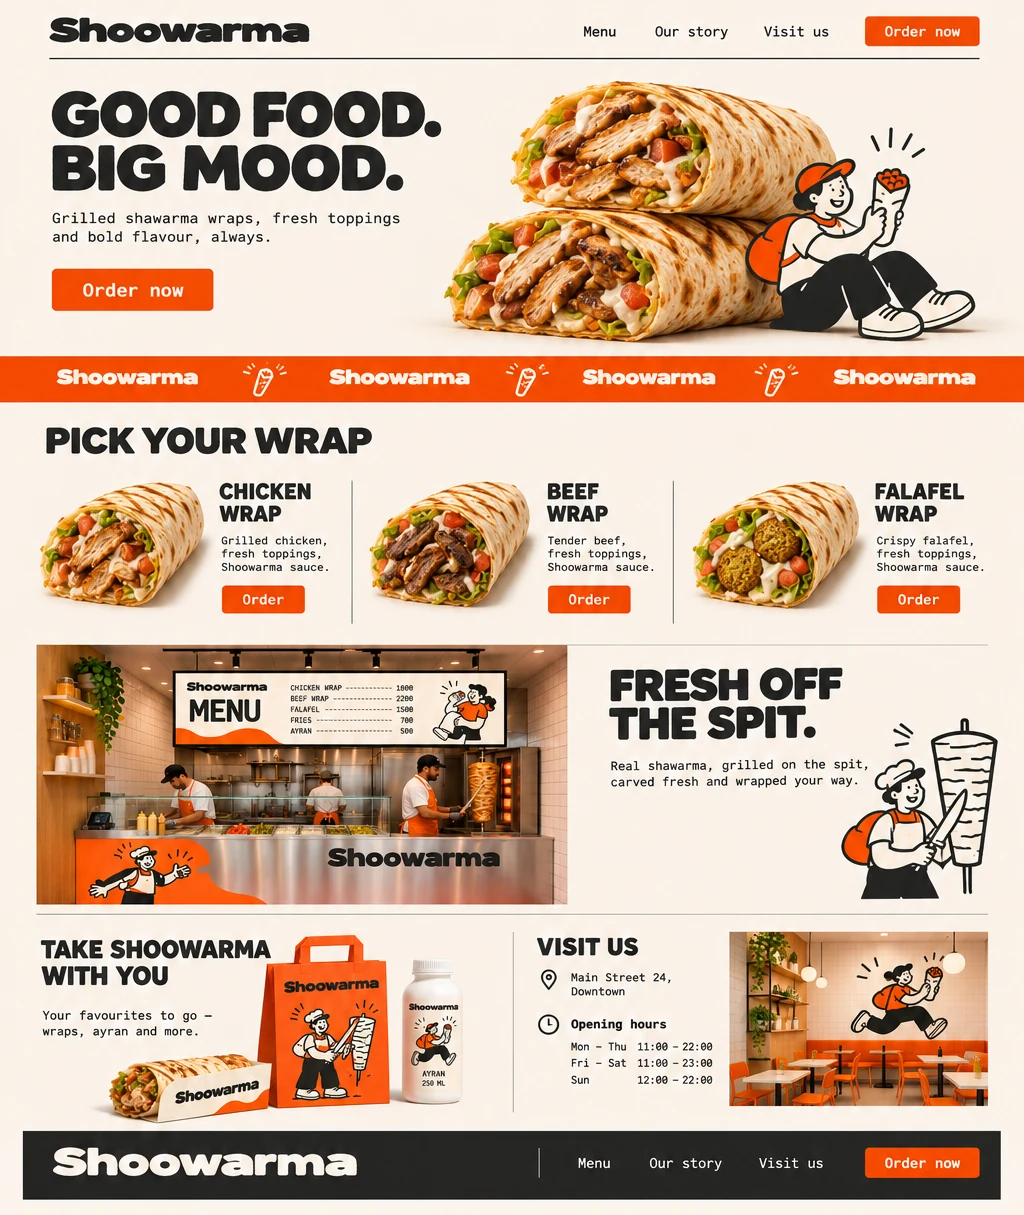 Shoowarma
Menu Our story Visit us Order now
GOOD FOOD.
BIG MOOD.
Grilled shawarma wraps, fresh toppings
and bold flavour, always.
Order now
Shoowarma Shoowarma Shoowarma Shoowarma
PICK YOUR WRAP
CHICKEN
WRAP
Grilled chicken,
fresh toppings,
Shoowarma sauce.
Order
BEEF
WRAP
Tender beef,
fresh toppings,
Shoowarma sauce.
Order
FALAFEL
WRAP
Crispy falafel,
fresh toppings,
Shoowarma sauce.
Order
Shoowarma
MENU
CHICKEN WRAP ------------ 1800
BEEF WRAP --------------- 2200
FALAFEL ----------------- 1500
FRIES ------------------- 700
AYRAN ------------------- 500
Shoowarma
FRESH OFF
THE SPIT.
Real shawarma, grilled on the spit,
carved fresh and wrapped your way.
TAKE SHOOWARMA
WITH YOU
Your favourites to go –
wraps, ayran and more.
Shoowarma
Shoowarma
Shoowarma
AYRAN
250 ML
VISIT US
Main Street 24,
Downtown
Opening hours
Mon – Thu 11:00 – 22:00
Fri – Sat 11:00 – 23:00
Sun 12:00 – 22:00
Shoowarma
Menu Our story Visit us Order now